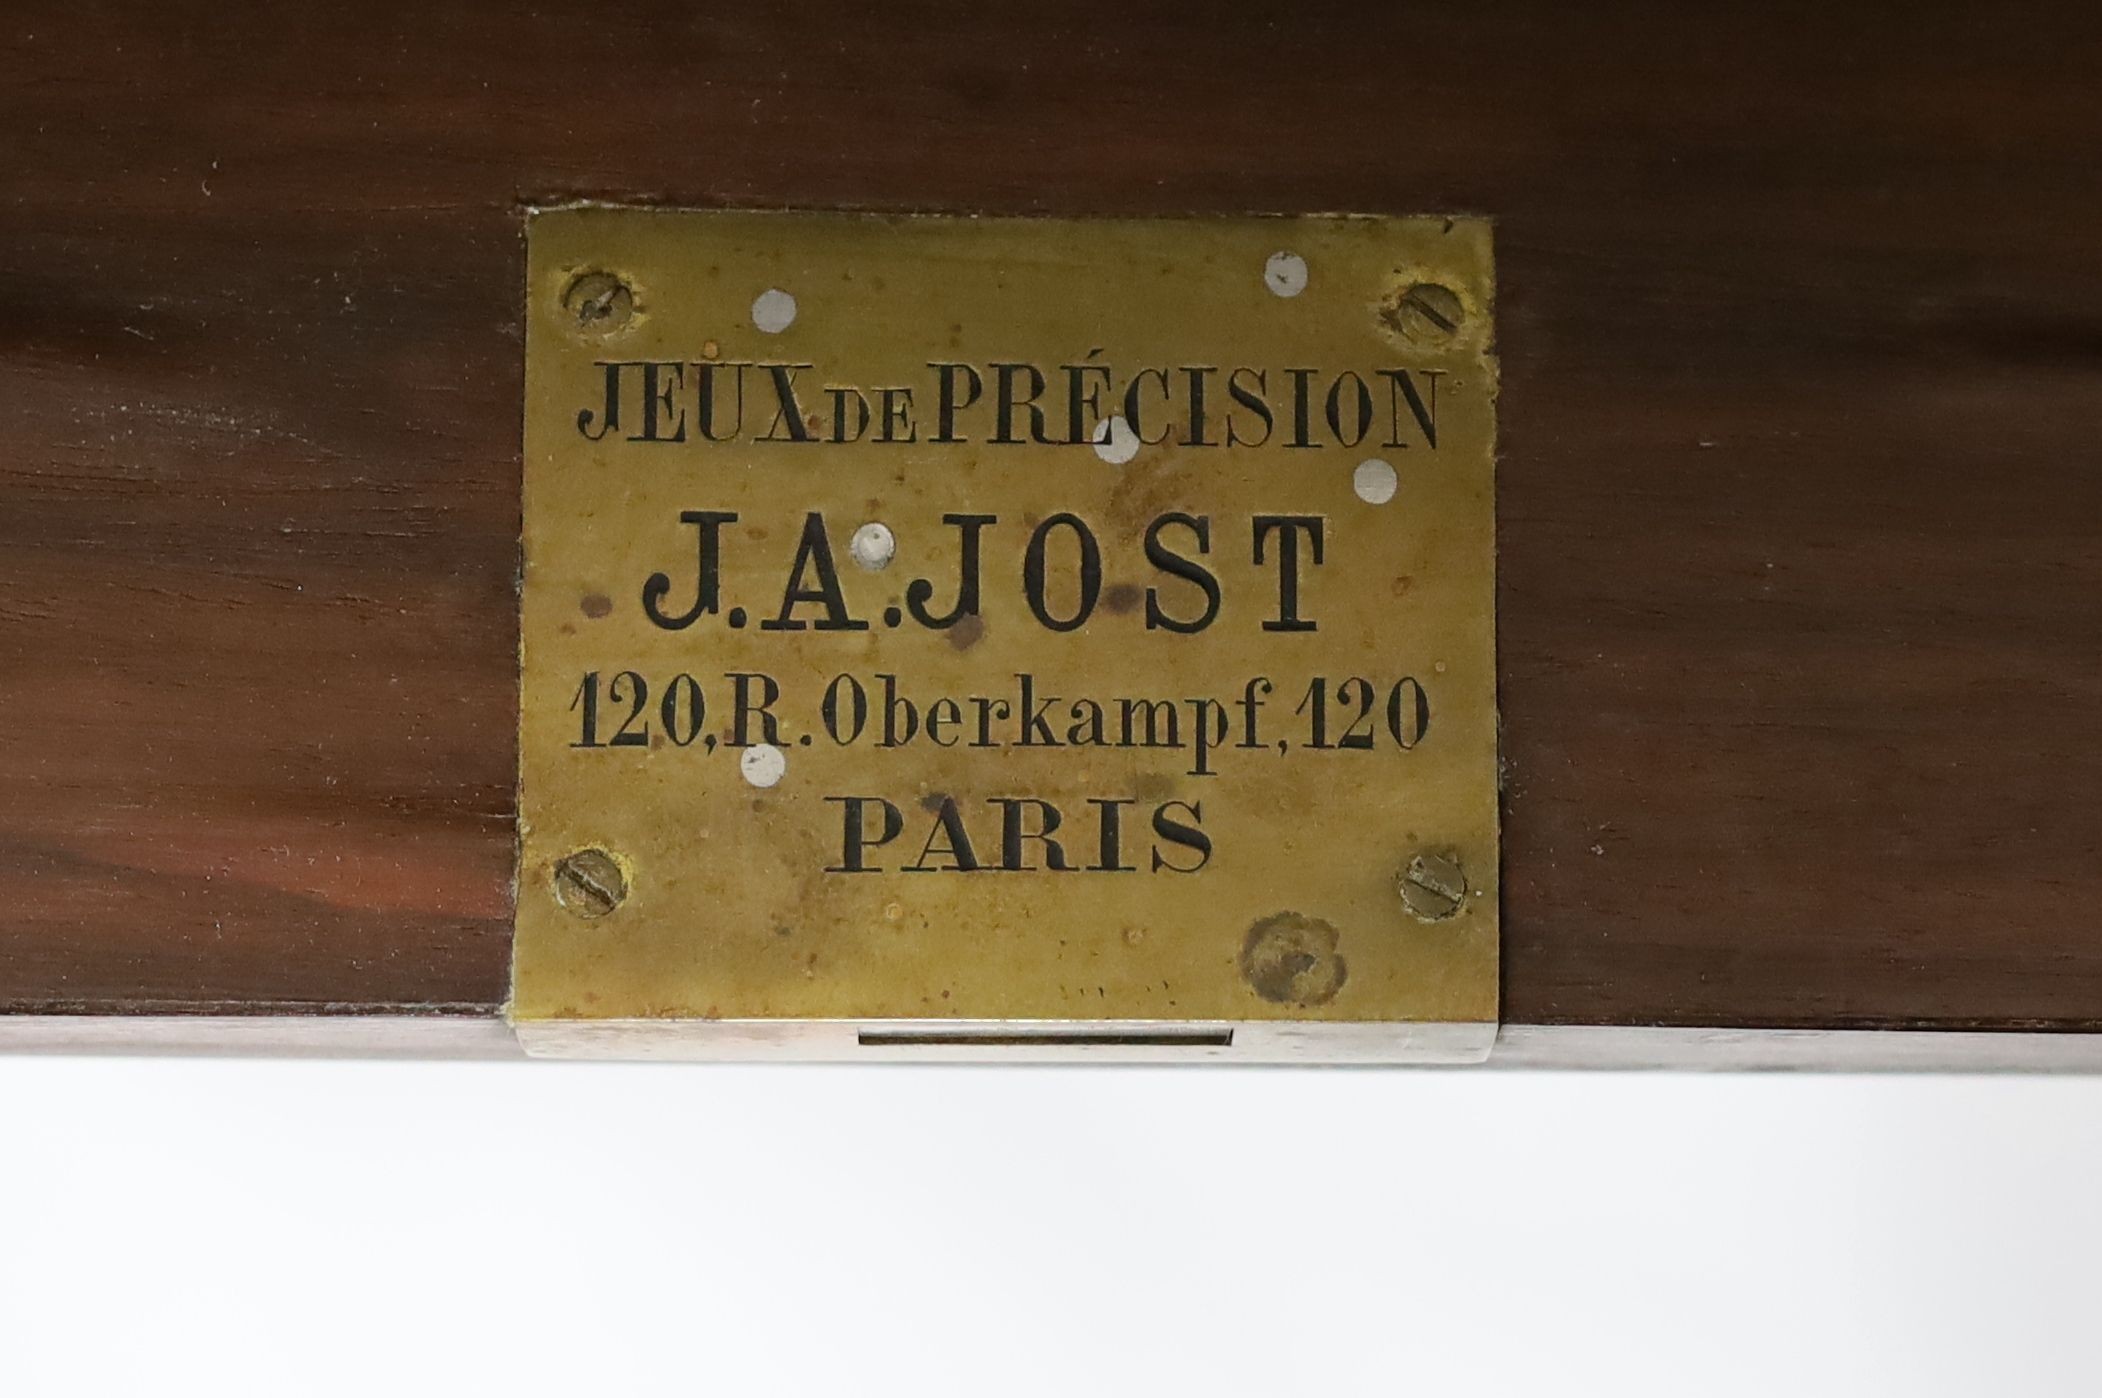 JEUX DE PRÉCISION
J.A.JOST
120, R. Oberkampf, 120
PARIS